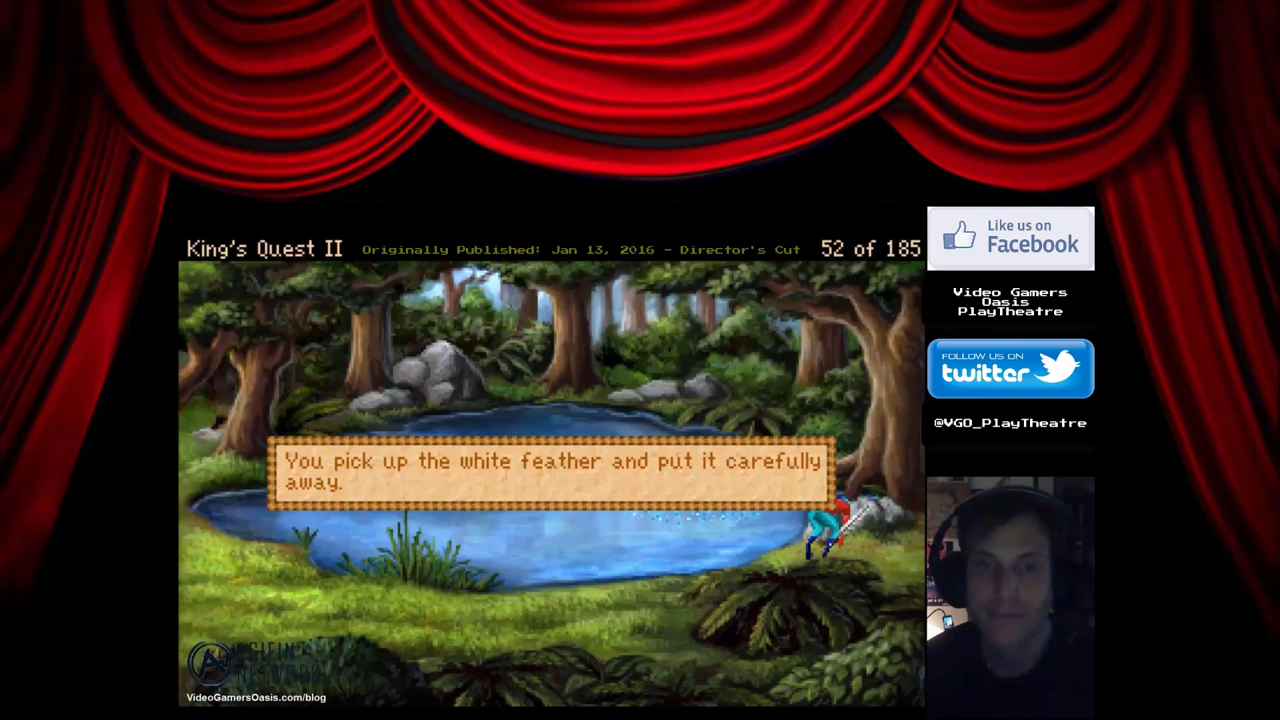 King's Quest II
Originally Published: Jan 13, 2016 - Director's Cut
52 of 185
Like us on
Facebook
Video Gamers
Oasis
PlayTheatre
FOLLOW US ON
twitter
@VGO_PlayTheatre
You pick up the white feather and put it carefully
away.
NETWORK
VideoGamersOasis.com/blog